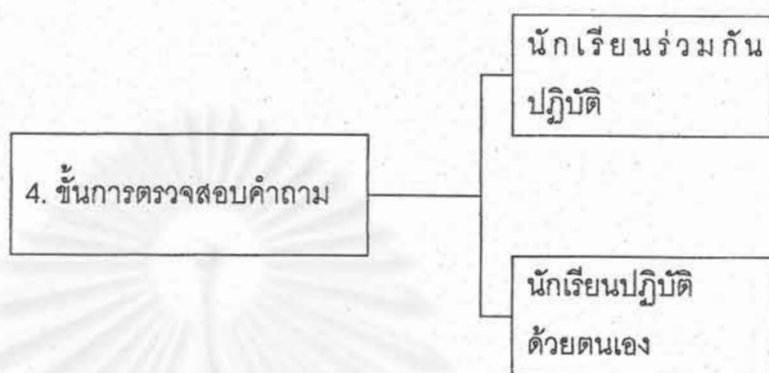 นักเรียนร่วมกัน
ปฏิบัติ
4. ขั้นการตรวจสอบคำถาม
นักเรียนปฏิบัติ
ด้วยตนเอง